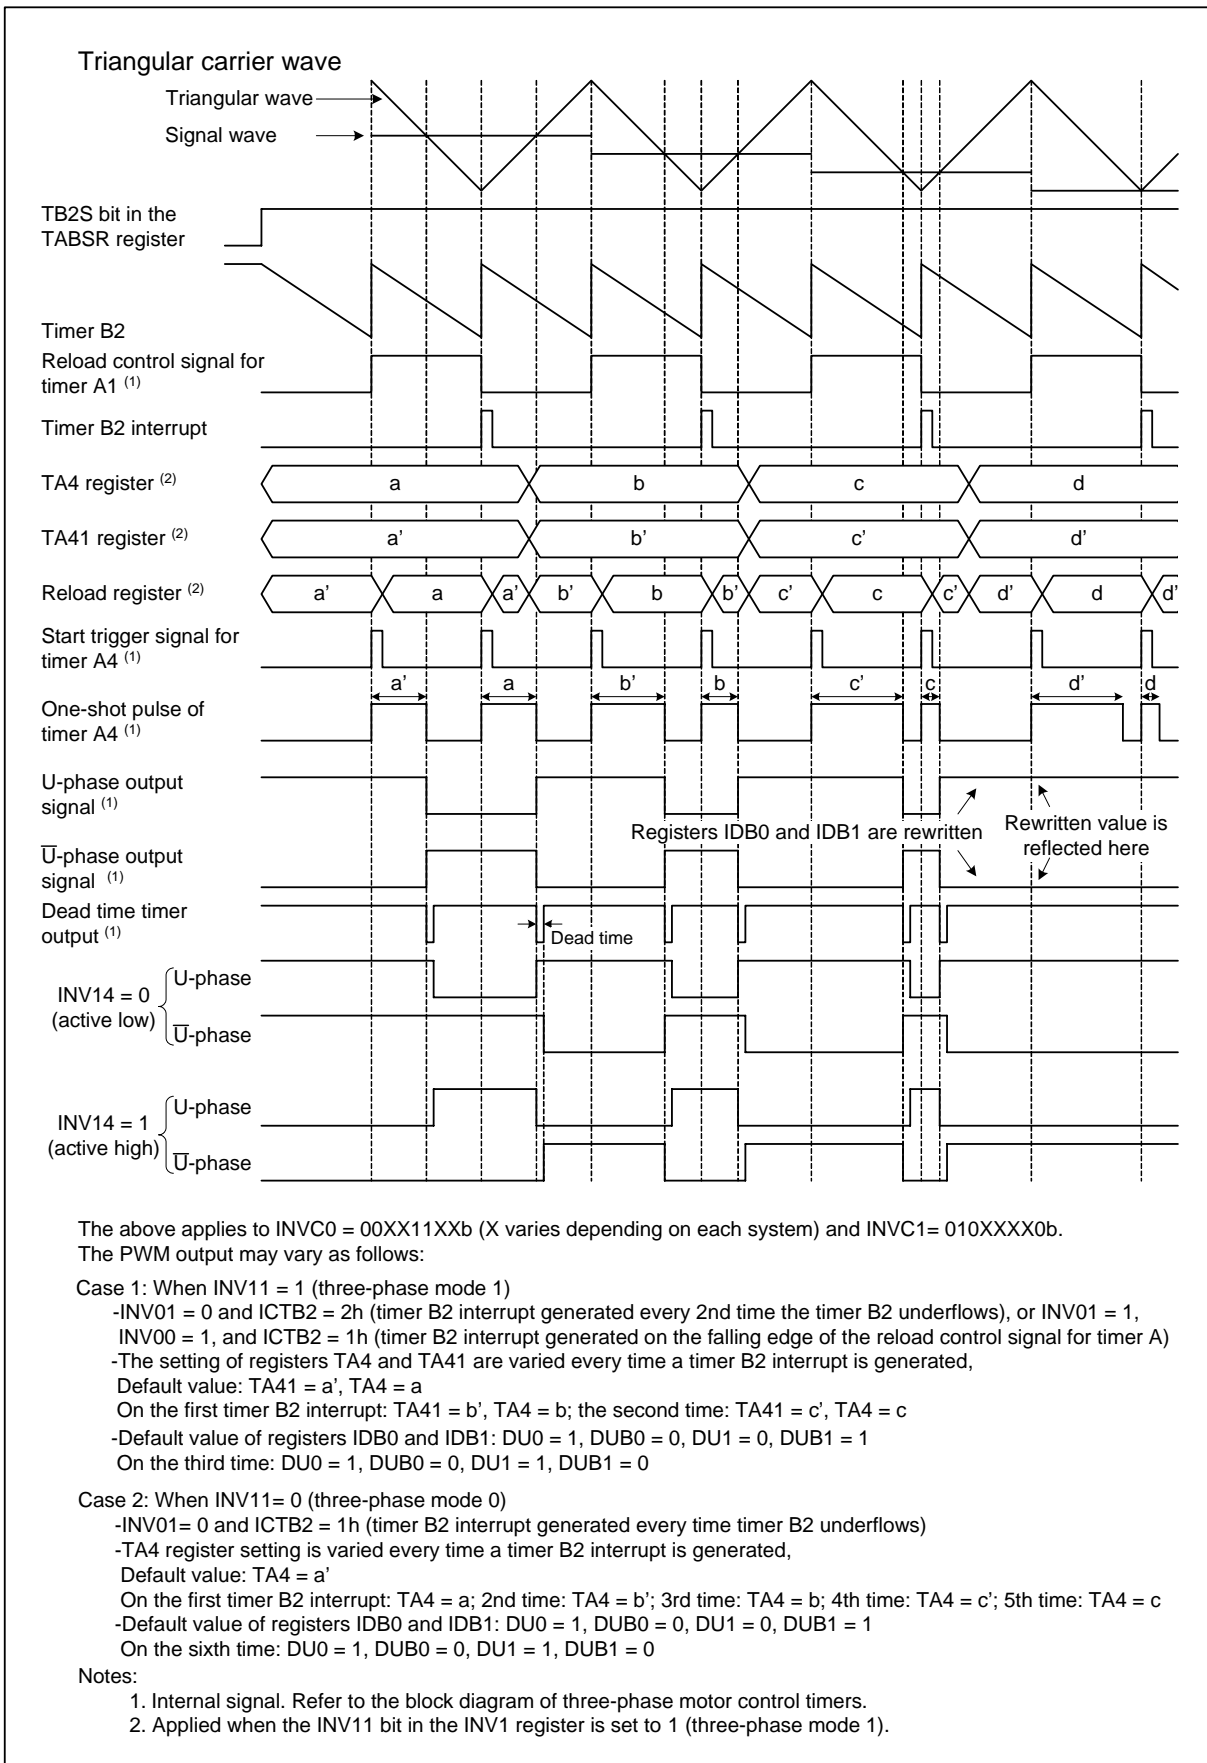 Triangular carrier wave
Triangular wave
Signal wave
TB2S bit in the
TABSR register
Timer B2
Reload control signal for
timer A1 (1)
Timer B2 interrupt
TA4 register (2)
a b c d
TA41 register (2)
a’ b’ c’ d’
Reload register (2)
a’ a a’ b’ b b’ c’ c c’ d’ d d’
Start trigger signal for
timer A4 (1)
a’ a b’ b c’ c d’ d
One-shot pulse of
timer A4 (1)
U-phase output
signal (1)
Registers IDB0 and IDB1 are rewritten
Rewritten value is
reflected here
U̅-phase output
signal (1)
Dead time timer
output (1)
Dead time
INV14 = 0
(active low)
U-phase
U̅-phase
INV14 = 1
(active high)
U-phase
U̅-phase
The above applies to INVC0 = 00XX11XXb (X varies depending on each system) and INVC1= 010XXXX0b.
The PWM output may vary as follows:
Case 1: When INV11 = 1 (three-phase mode 1)
-INV01 = 0 and ICTB2 = 2h (timer B2 interrupt generated every 2nd time the timer B2 underflows), or INV01 = 1,
INV00 = 1, and ICTB2 = 1h (timer B2 interrupt generated on the falling edge of the reload control signal for timer A)
-The setting of registers TA4 and TA41 are varied every time a timer B2 interrupt is generated,
Default value: TA41 = a’, TA4 = a
On the first timer B2 interrupt: TA41 = b’, TA4 = b; the second time: TA41 = c’, TA4 = c
-Default value of registers IDB0 and IDB1: DU0 = 1, DUB0 = 0, DU1 = 0, DUB1 = 1
On the third time: DU0 = 1, DUB0 = 0, DU1 = 1, DUB1 = 0
Case 2: When INV11= 0 (three-phase mode 0)
-INV01= 0 and ICTB2 = 1h (timer B2 interrupt generated every time timer B2 underflows)
-TA4 register setting is varied every time a timer B2 interrupt is generated,
Default value: TA4 = a’
On the first timer B2 interrupt: TA4 = a; 2nd time: TA4 = b’; 3rd time: TA4 = b; 4th time: TA4 = c’; 5th time: TA4 = c
-Default value of registers IDB0 and IDB1: DU0 = 1, DUB0 = 0, DU1 = 0, DUB1 = 1
On the sixth time: DU0 = 1, DUB0 = 0, DU1 = 1, DUB1 = 0
Notes:
1. Internal signal. Refer to the block diagram of three-phase motor control timers.
2. Applied when the INV11 bit in the INV1 register is set to 1 (three-phase mode 1).